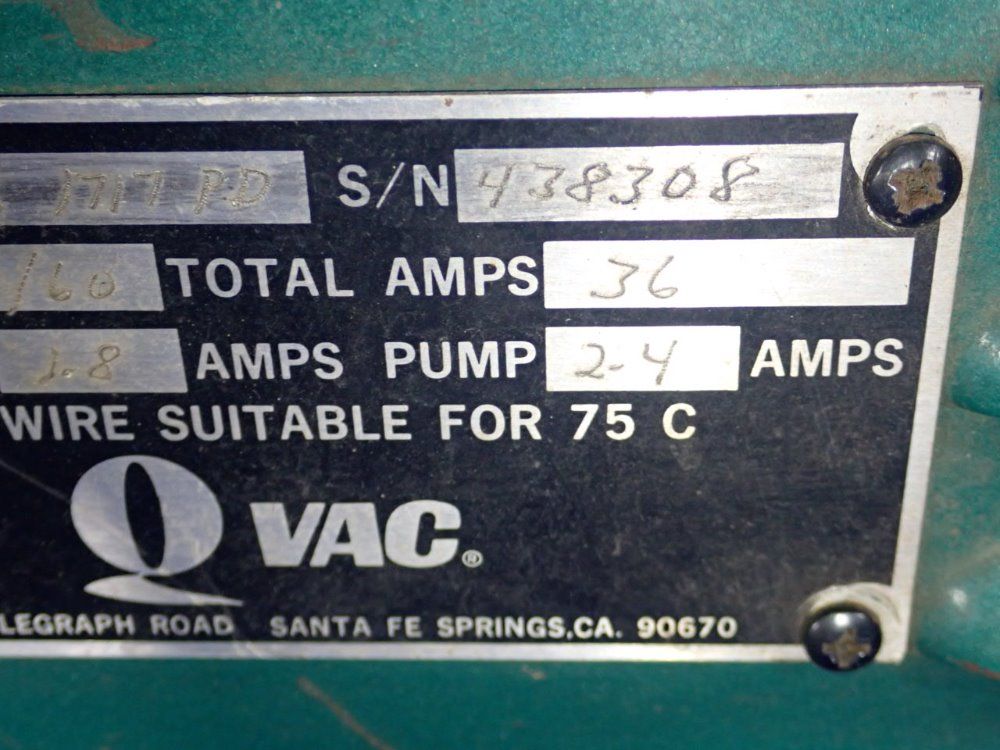 1717 PD S/N 438308
/60 TOTAL AMPS 36
1.8 AMPS PUMP 2.4 AMPS
WIRE SUITABLE FOR 75 C
Q VAC®
LEGRAPH ROAD SANTA FE SPRINGS,CA. 90670